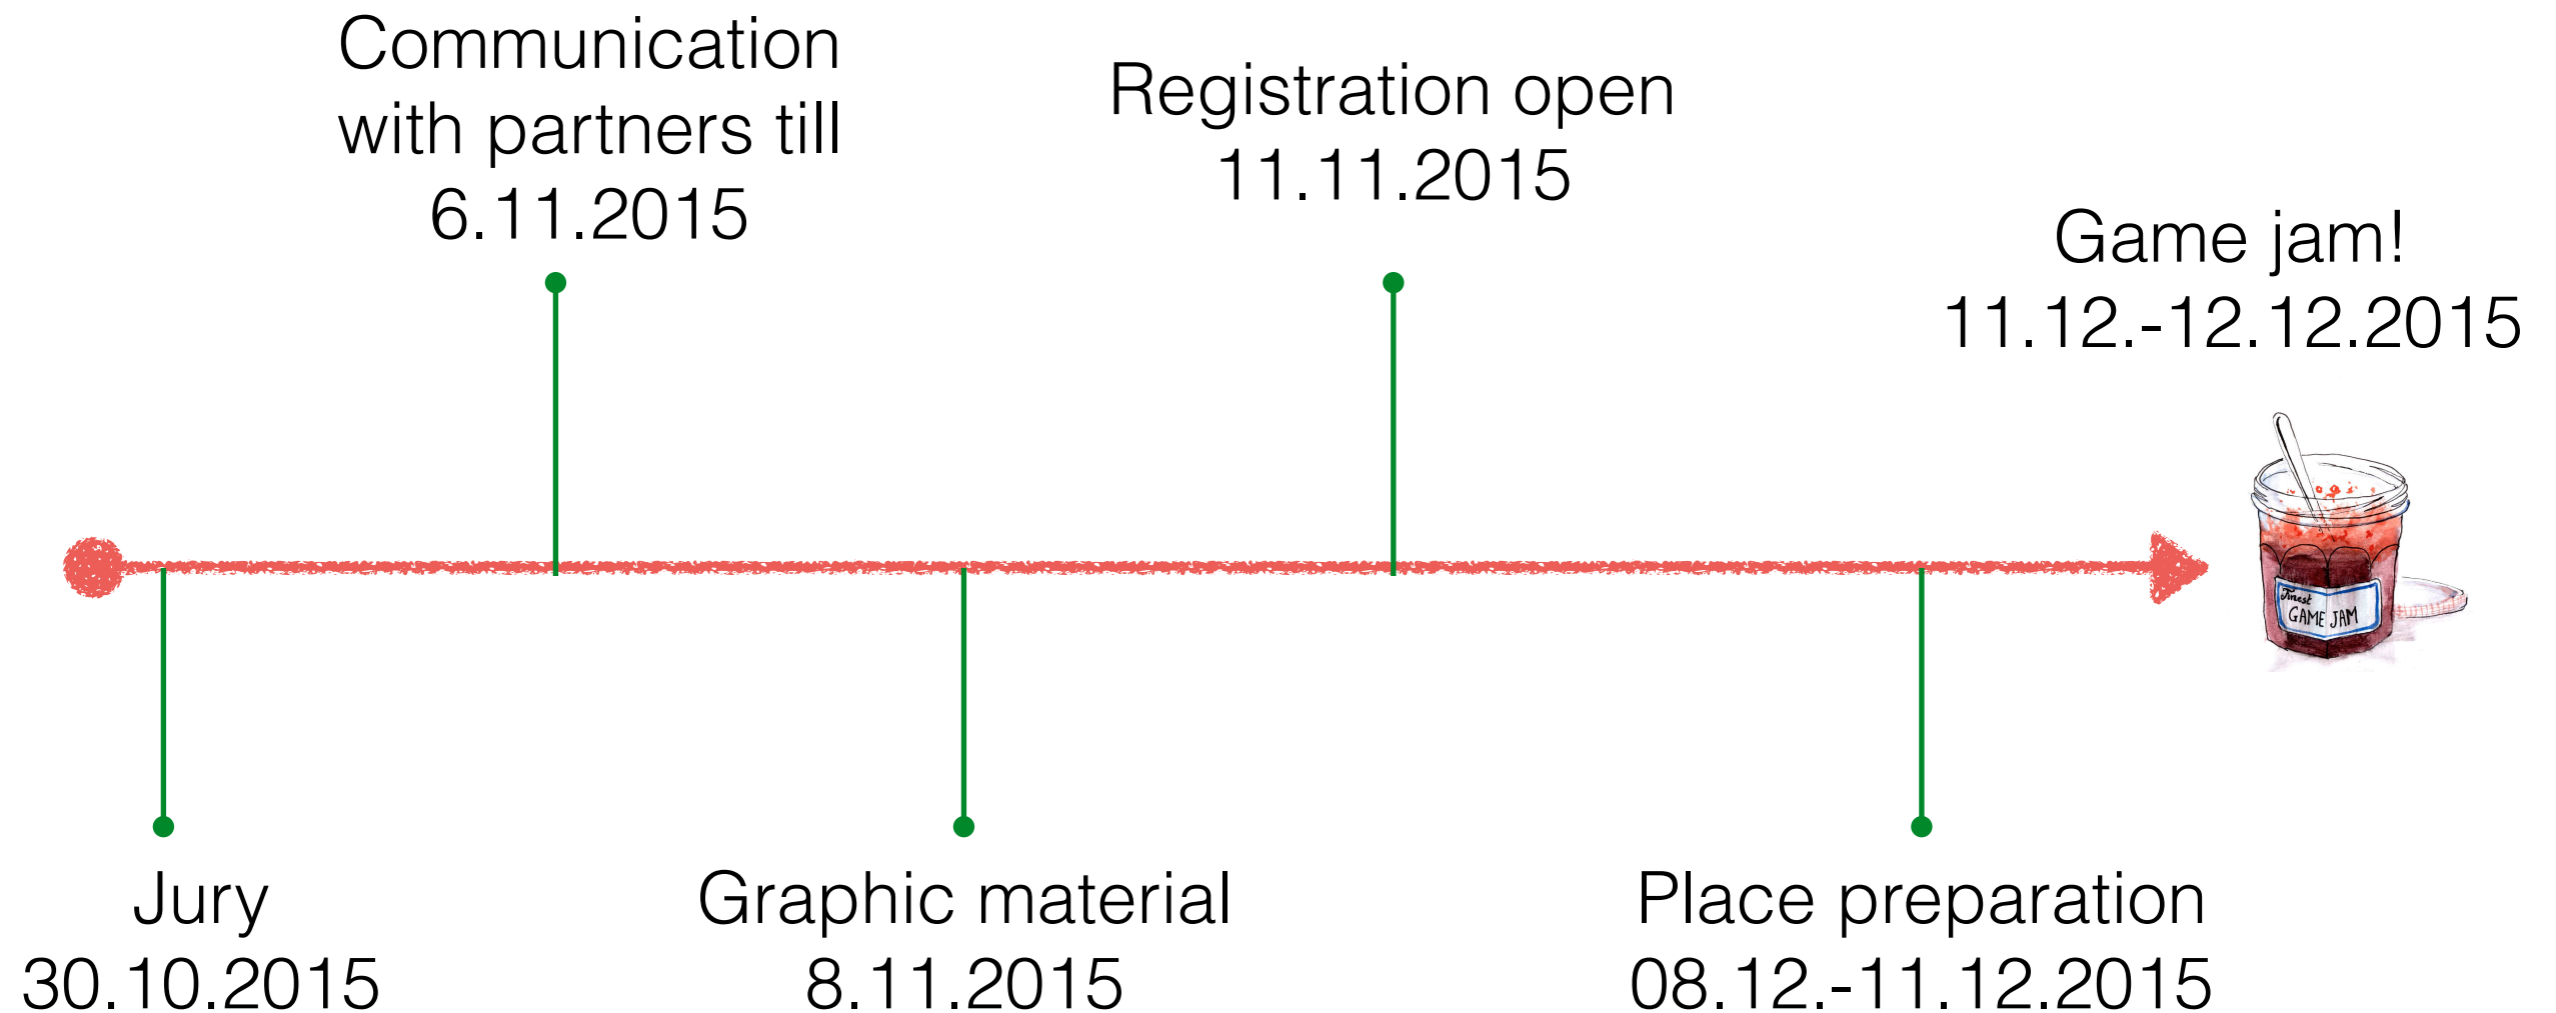 Communication
with partners till
6.11.2015
Registration open
11.11.2015
Game jam!
11.12.-12.12.2015
Finest
GAME JAM
Jury
30.10.2015
Graphic material
8.11.2015
Place preparation
08.12.-11.12.2015